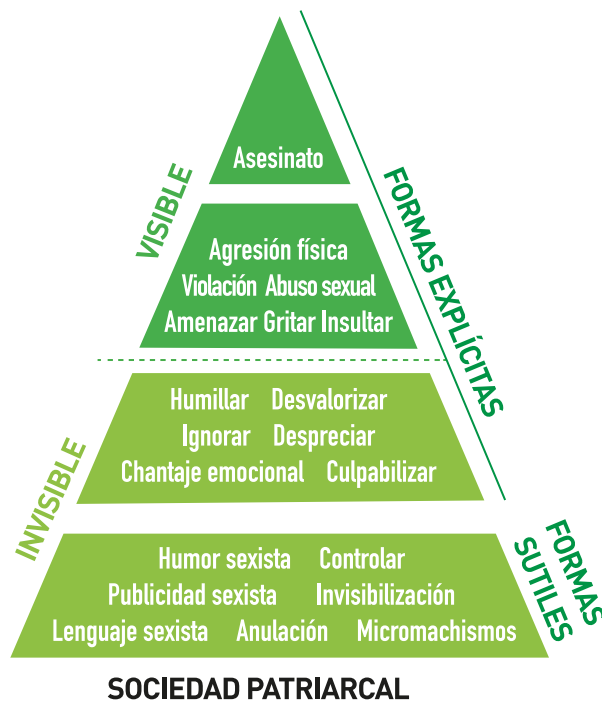 Asesinato
VISIBLE
FORMAS EXPLÍCITAS
Agresión física
Violación Abuso sexual
Amenazar Gritar Insultar
Humillar Desvalorizar
Ignorar Despreciar
Chantaje emocional Culpabilizar
INVISIBLE
FORMAS
SUTILES
Humor sexista Controlar
Publicidad sexista Invisibilización
Lenguaje sexista Anulación Micromachismos
SOCIEDAD PATRIARCAL